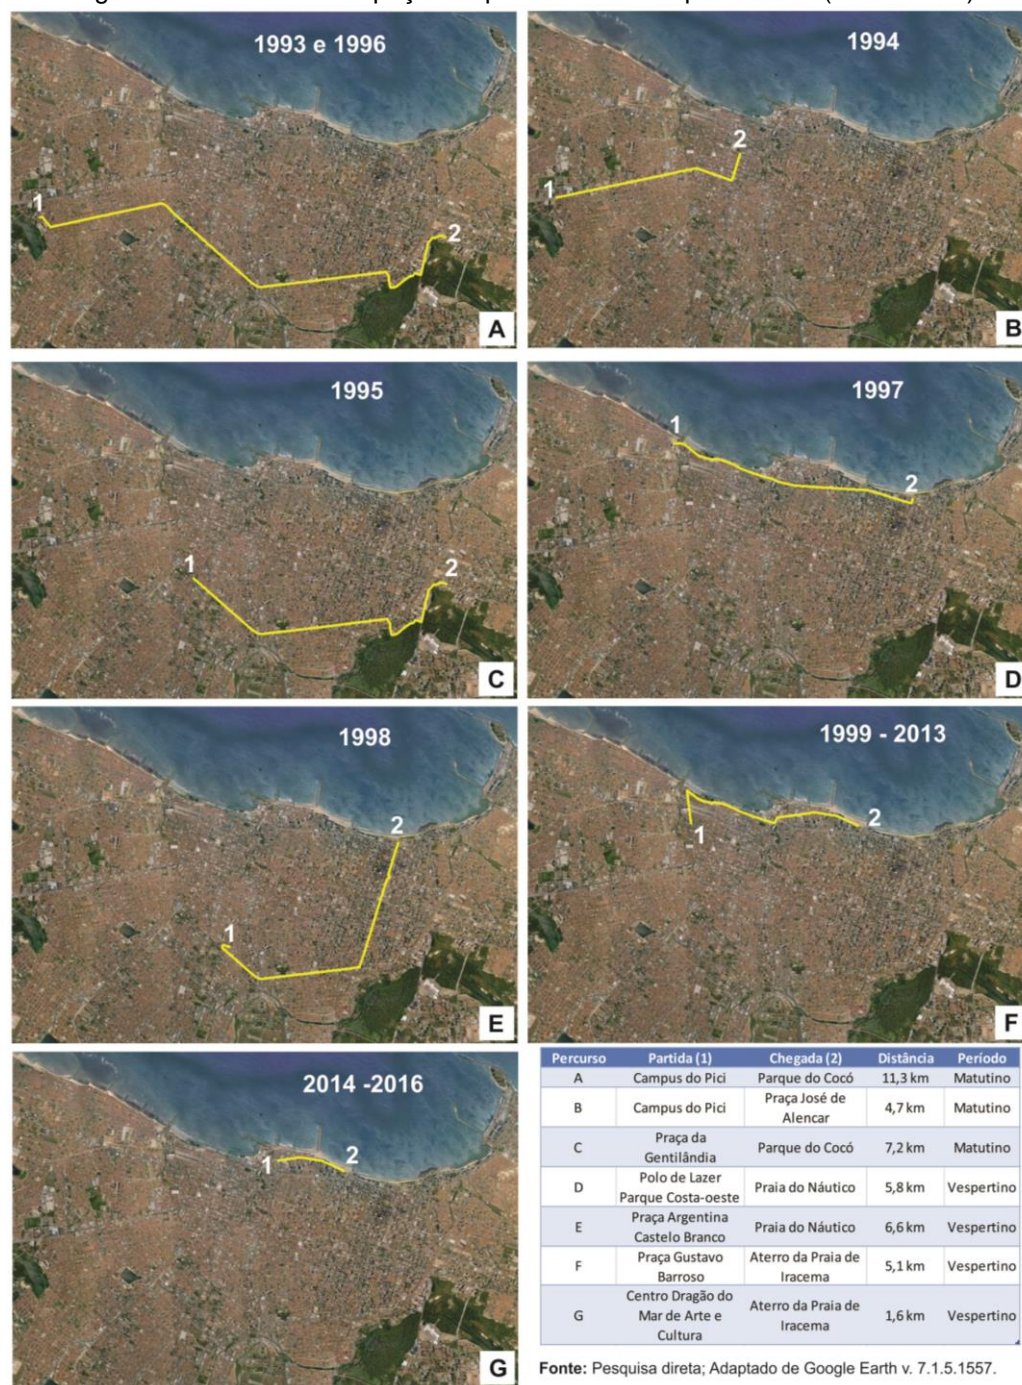 1993 e 1996
1
2
A
1994
1
2
B
1995
1
2
C
1997
1
2
D
1998
1
2
E
1999 - 2013
1
2
F
2014 -2016
1
2
G
Percurso Partida (1) Chegada (2) Distância Período
A Campus do Pici Parque do Cocó 11,3 km Matutino
B Campus do Pici Praça José de Alencar 4,7 km Matutino
C Praça da Gentilândia Parque do Cocó 7,2 km Matutino
D Polo de Lazer Parque Costa-oeste Praia do Náutico 5,8 km Vespertino
E Praça Argentina Castelo Branco Praia do Náutico 6,6 km Vespertino
F Praça Gustavo Barroso Aterro da Praia de Iracema 5,1 km Vespertino
G Centro Dragão do Mar de Arte e Cultura Aterro da Praia de Iracema 1,6 km Vespertino
Fonte: Pesquisa direta; Adaptado de Google Earth v. 7.1.5.1557.